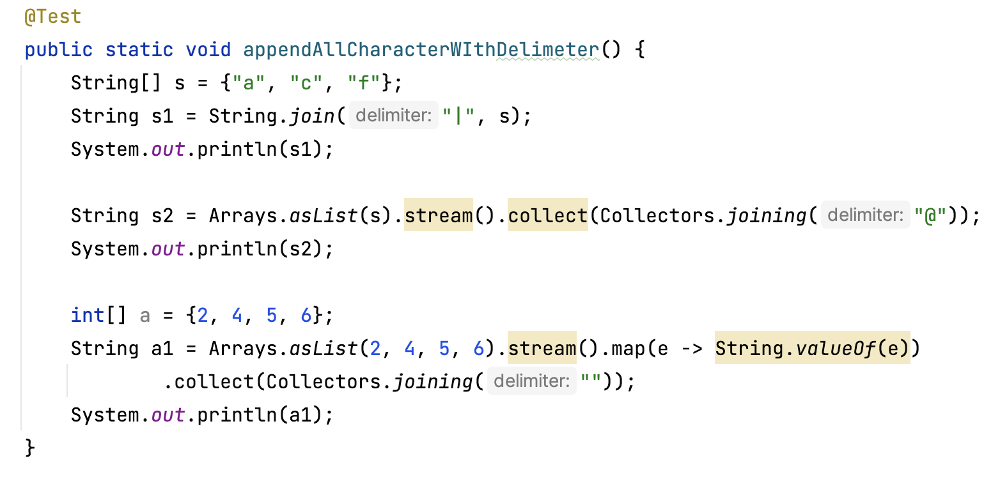 @Test
public static void appendAllCharacterWIthDelimeter() {
    String[] s = {"a", "c", "f"};
    String s1 = String.join( delimiter: "|", s);
    System.out.println(s1);

    String s2 = Arrays.asList(s).stream().collect(Collectors.joining( delimiter: "@"));
    System.out.println(s2);

    int[] a = {2, 4, 5, 6};
    String a1 = Arrays.asList(2, 4, 5, 6).stream().map(e -> String.valueOf(e))
            .collect(Collectors.joining( delimiter: ""));
    System.out.println(a1);
}